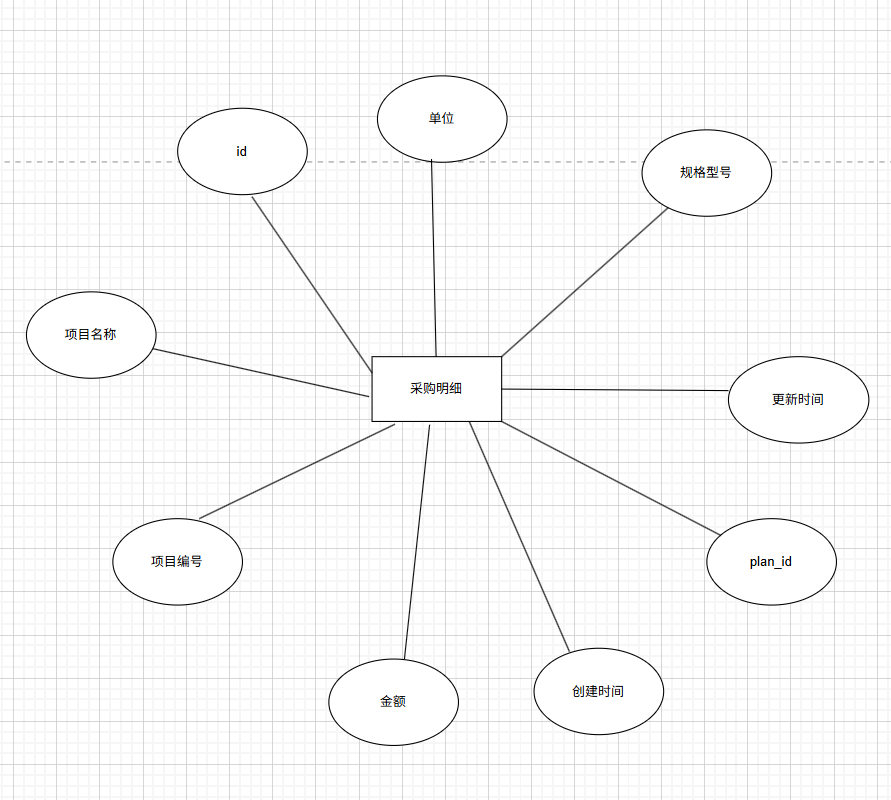 单位
id
规格型号
项目名称
采购明细
更新时间
项目编号
plan_id
金额
创建时间